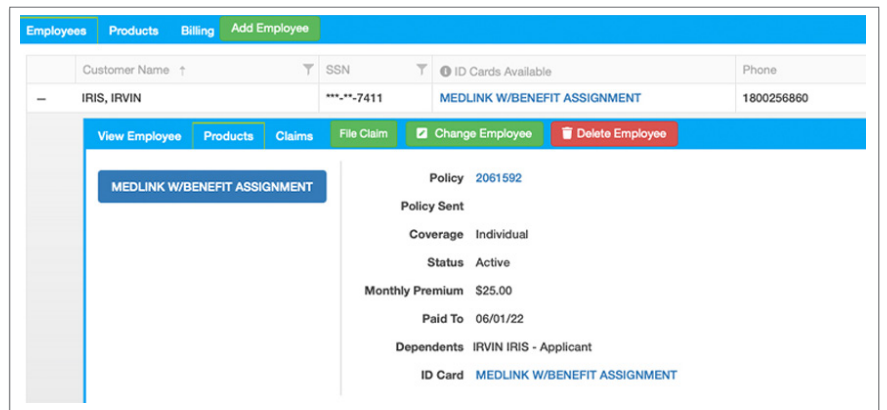 Employees Products Billing Add Employee
Customer Name ↑ SSN ID Cards Available Phone
– IRIS, IRVIN ***-**-7411 MEDLINK W/BENEFIT ASSIGNMENT 1800256860
View Employee Products Claims File Claim Change Employee Delete Employee
MEDLINK W/BENEFIT ASSIGNMENT
Policy 2061592
Policy Sent
Coverage Individual
Status Active
Monthly Premium $25.00
Paid To 06/01/22
Dependents IRVIN IRIS - Applicant
ID Card MEDLINK W/BENEFIT ASSIGNMENT